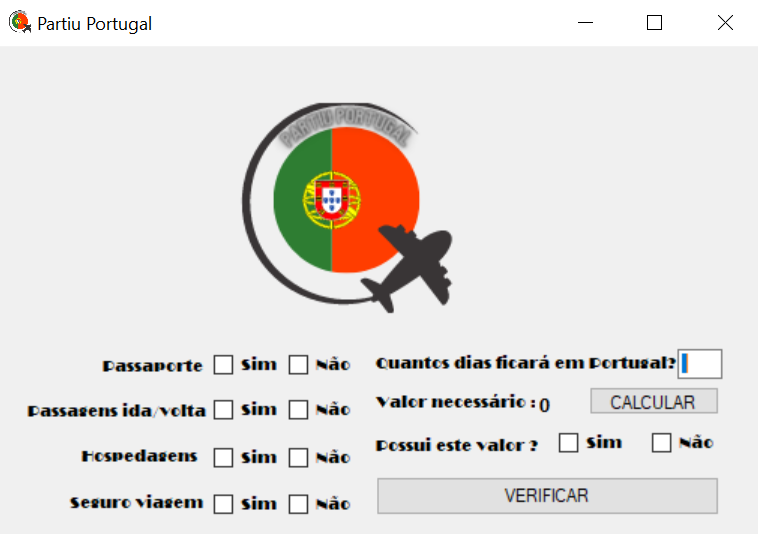 Partiu Portugal
PARTIU PORTUGAL
Passaporte Sim Não
Passagens ida/volta Sim Não
Hospedagens Sim Não
Seguro viagem Sim Não
Quantos dias ficará em Portugal?
Valor necessário : 0 CALCULAR
Possui este valor ? Sim Não
VERIFICAR